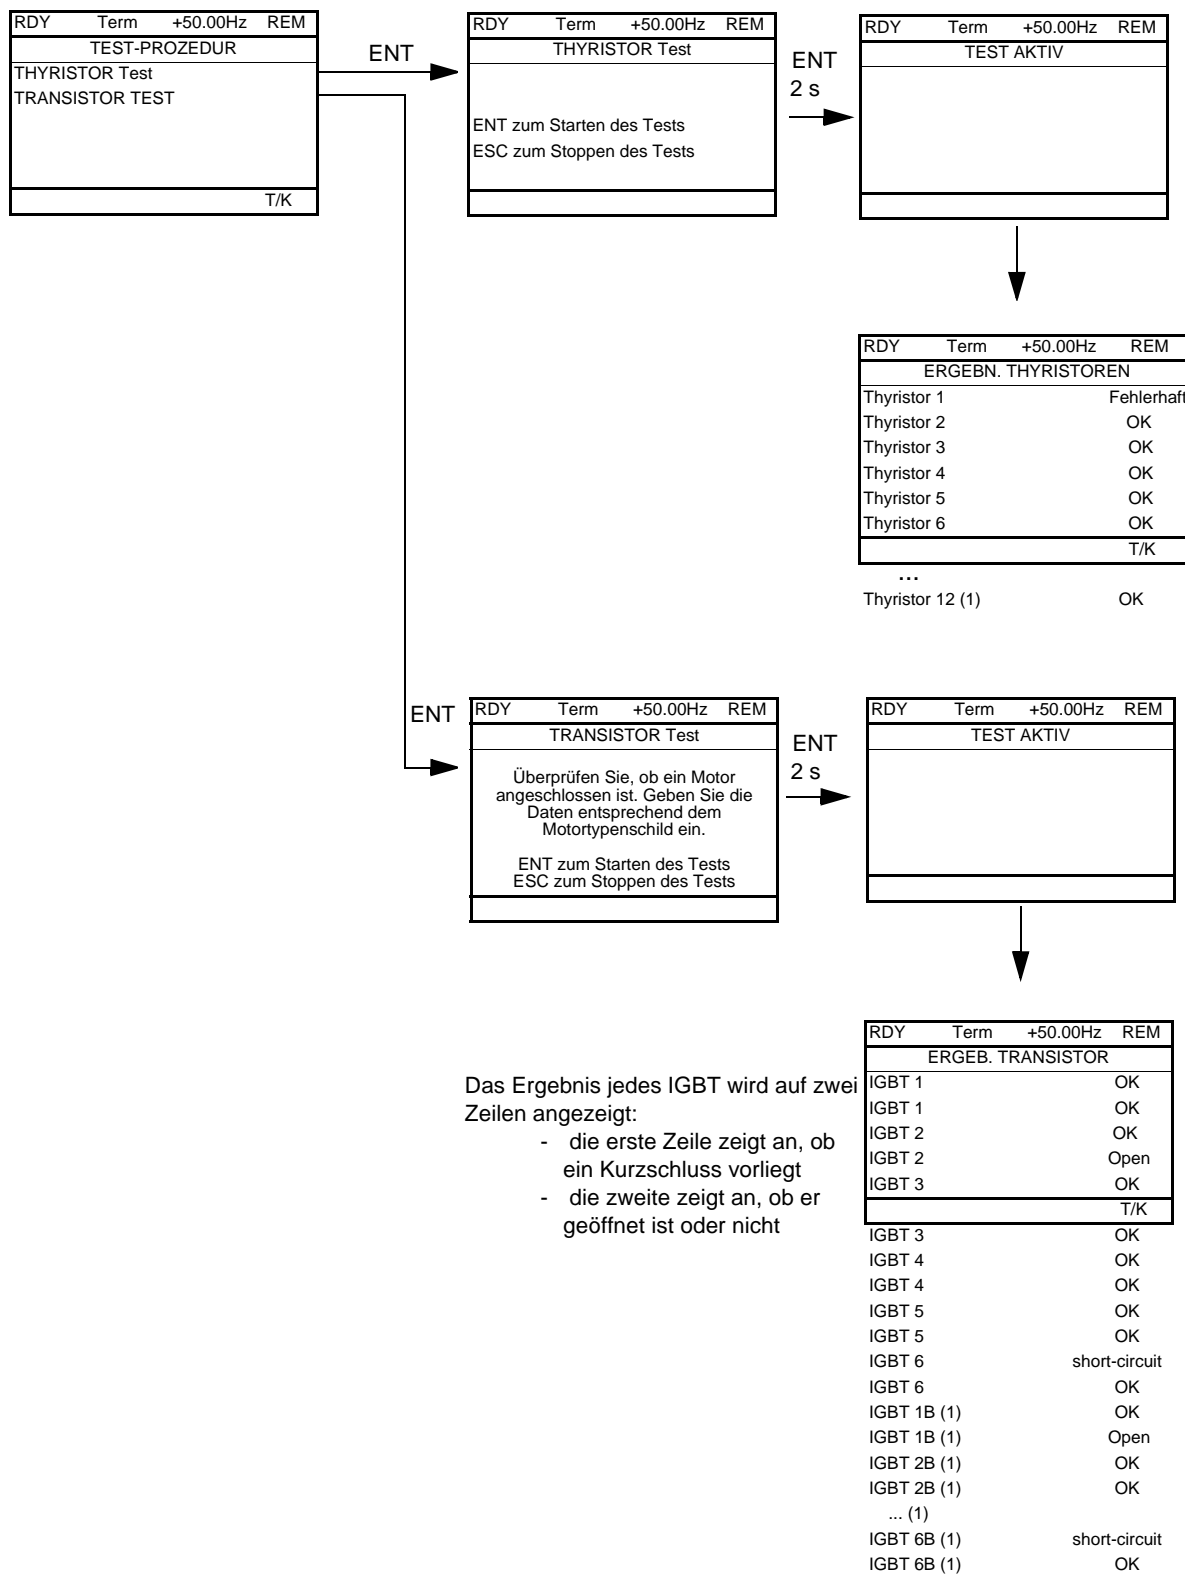 RDY Term +50.00Hz REM
TEST-PROZEDUR
THYRISTOR Test
TRANSISTOR TEST
T/K
ENT
RDY Term +50.00Hz REM
THYRISTOR Test
ENT zum Starten des Tests
ESC zum Stoppen des Tests
ENT
2 s
RDY Term +50.00Hz REM
TEST AKTIV
RDY Term +50.00Hz REM
ERGEBN. THYRISTOREN
Thyristor 1 Fehlerhaft
Thyristor 2 OK
Thyristor 3 OK
Thyristor 4 OK
Thyristor 5 OK
Thyristor 6 OK
T/K
...
Thyristor 12 (1) OK
ENT
RDY Term +50.00Hz REM
TRANSISTOR Test
Überprüfen Sie, ob ein Motor
angeschlossen ist. Geben Sie die
Daten entsprechend dem
Motortypenschild ein.
ENT zum Starten des Tests
ESC zum Stoppen des Tests
ENT
2 s
RDY Term +50.00Hz REM
TEST AKTIV
Das Ergebnis jedes IGBT wird auf zwei
Zeilen angezeigt:
- die erste Zeile zeigt an, ob
ein Kurzschluss vorliegt
- die zweite zeigt an, ob er
geöffnet ist oder nicht
RDY Term +50.00Hz REM
ERGEB. TRANSISTOR
IGBT 1 OK
IGBT 1 OK
IGBT 2 OK
IGBT 2 Open
IGBT 3 OK
T/K
IGBT 3 OK
IGBT 4 OK
IGBT 4 OK
IGBT 5 OK
IGBT 5 OK
IGBT 6 short-circuit
IGBT 6 OK
IGBT 1B (1) OK
IGBT 1B (1) Open
IGBT 2B (1) OK
IGBT 2B (1) OK
... (1)
IGBT 6B (1) short-circuit
IGBT 6B (1) OK